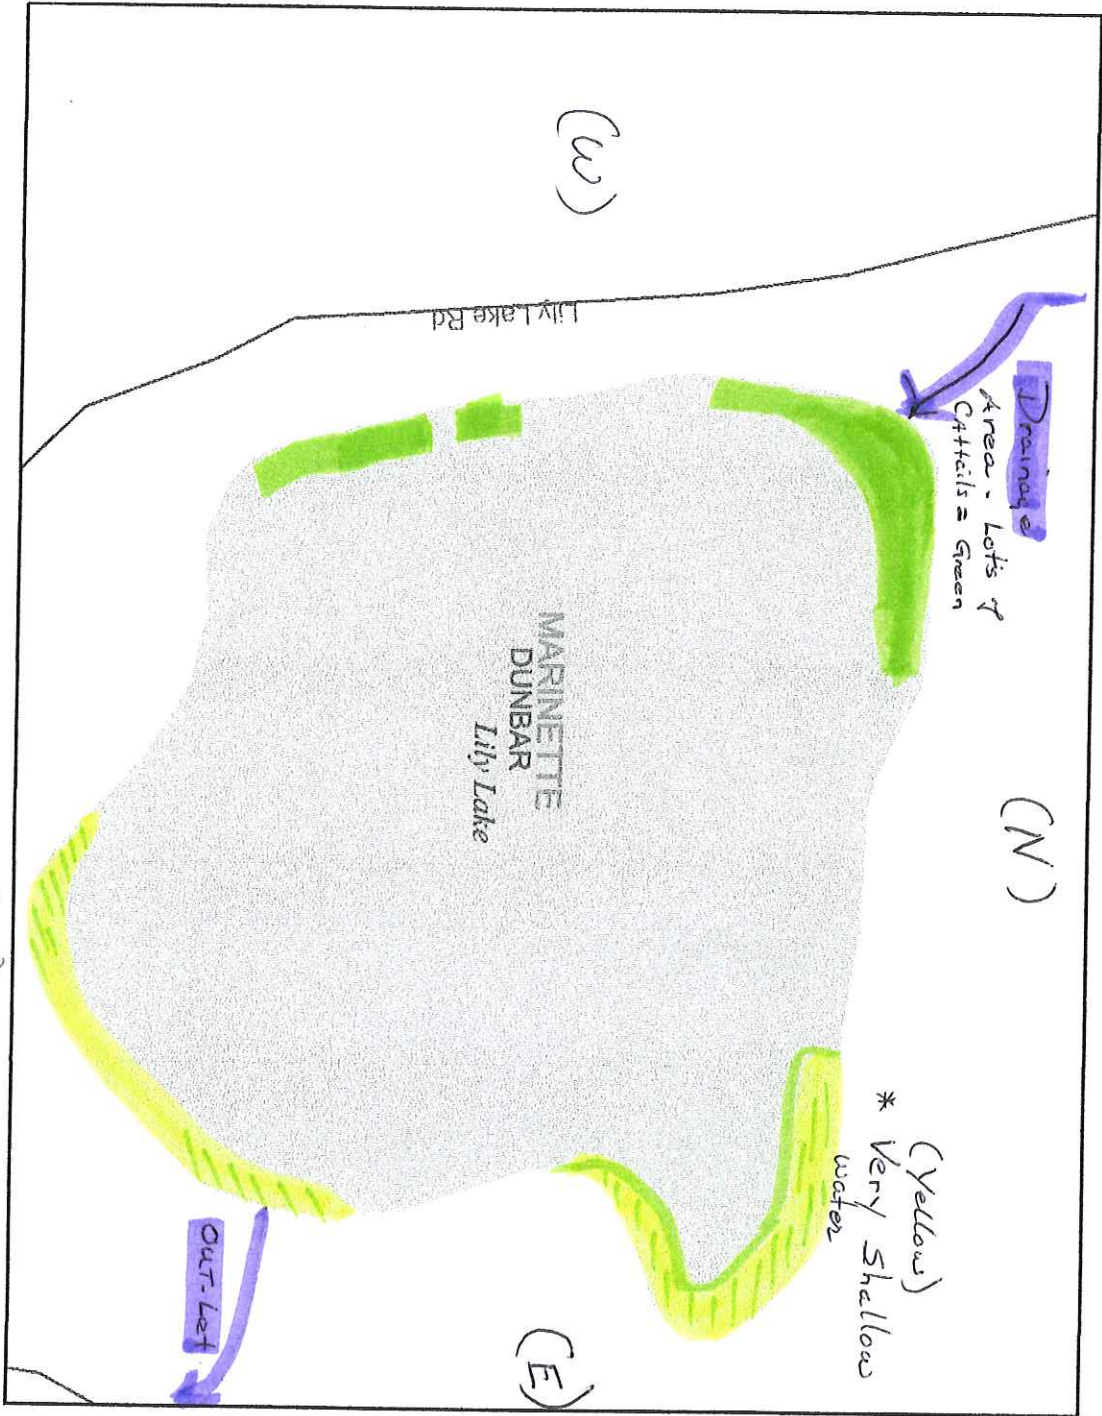 (W)
Lily Lake Rd
Drainage
Area - Lots of
CAttails = Green
(N)
MARINETTE
DUNBAR
Lily Lake
(Yellow)
* Very Shallow
water
OUT-Let
(E)